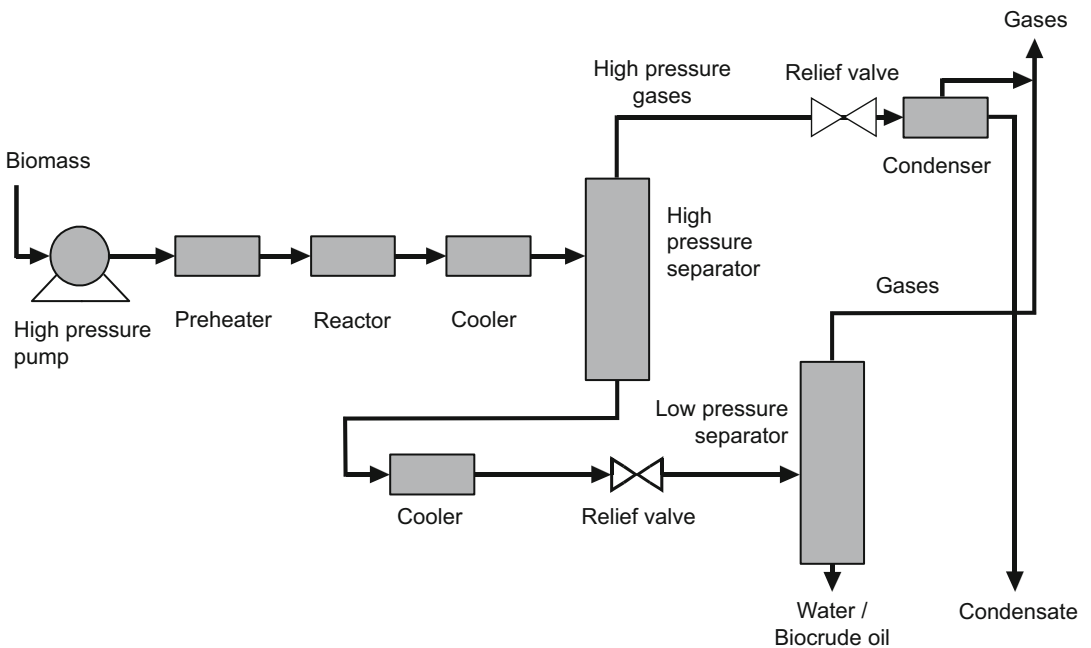 Gases
High pressure
gases
Relief valve
Condenser
Biomass
High
pressure
separator
Gases
High pressure
pump
Preheater
Reactor
Cooler
Low pressure
separator
Cooler
Relief valve
Water /
Biocrude oil
Condensate